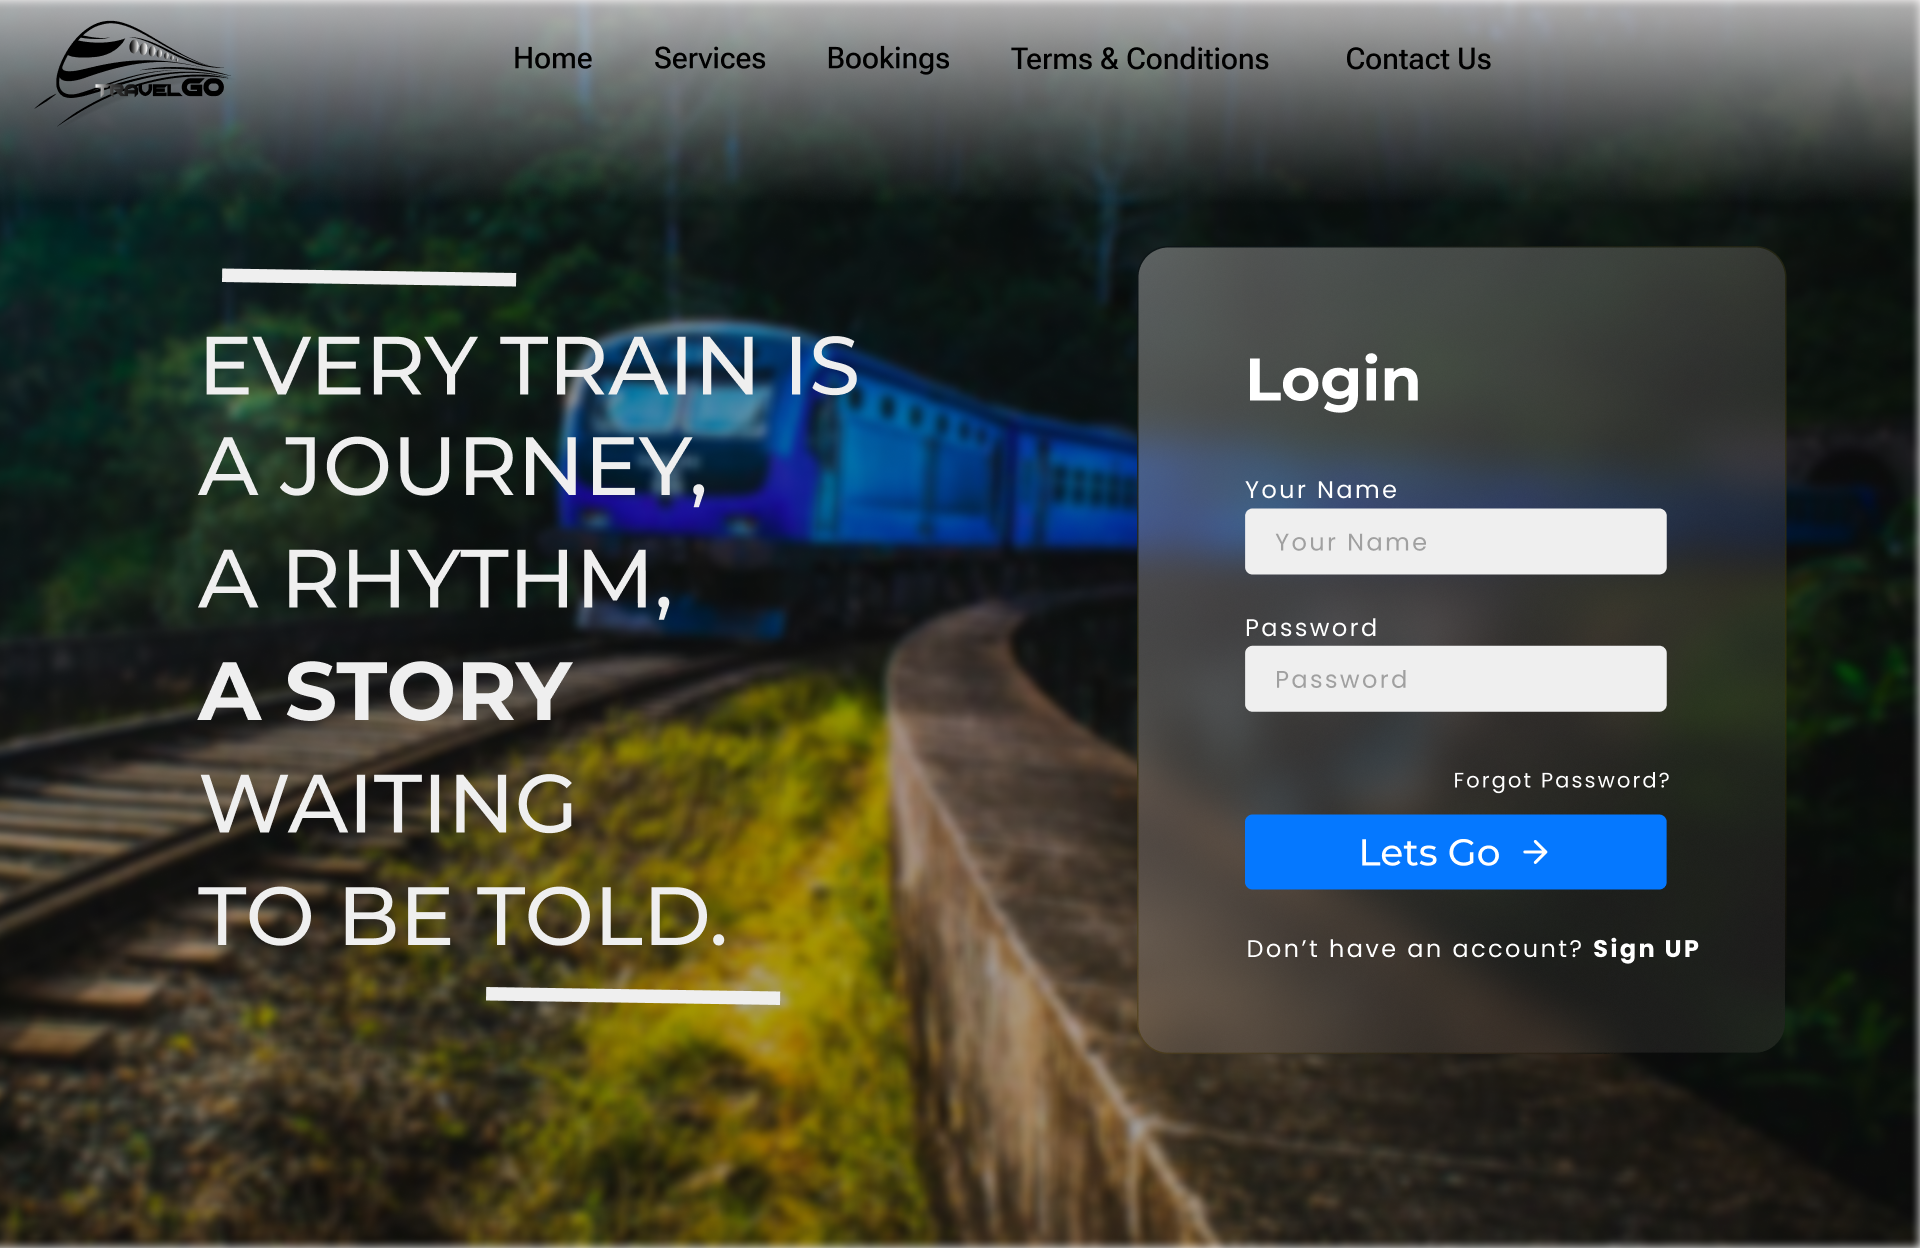 TRAVELGO
Home Services Bookings Terms & Conditions Contact Us
EVERY TRAIN IS
A JOURNEY,
A RHYTHM,
A STORY
WAITING
TO BE TOLD.
Login
Your Name
Your Name
Password
Password
Forgot Password?
Lets Go →
Don’t have an account? Sign UP